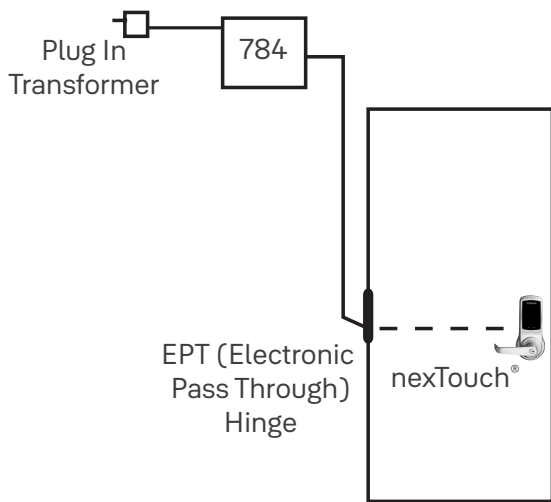 Plug In
Transformer
784
EPT (Electronic
Pass Through)
Hinge
nexTouch®